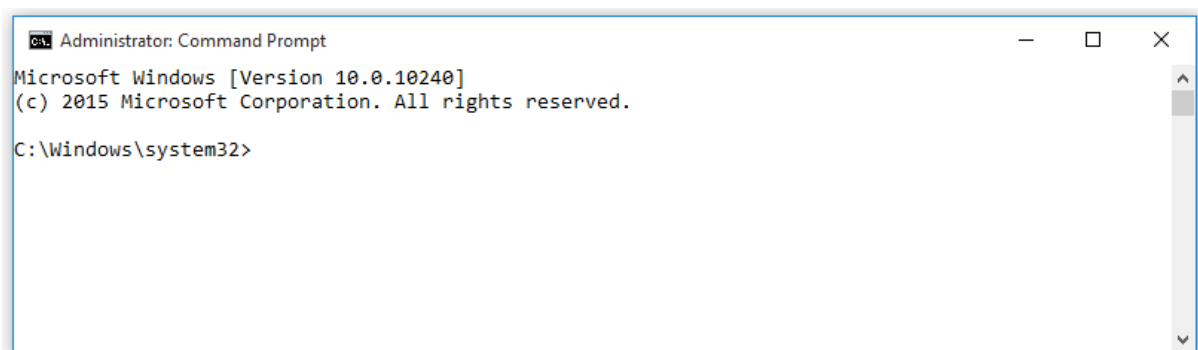 Administrator: Command Prompt
Microsoft Windows [Version 10.0.10240]
(c) 2015 Microsoft Corporation. All rights reserved.
C:\Windows\system32>